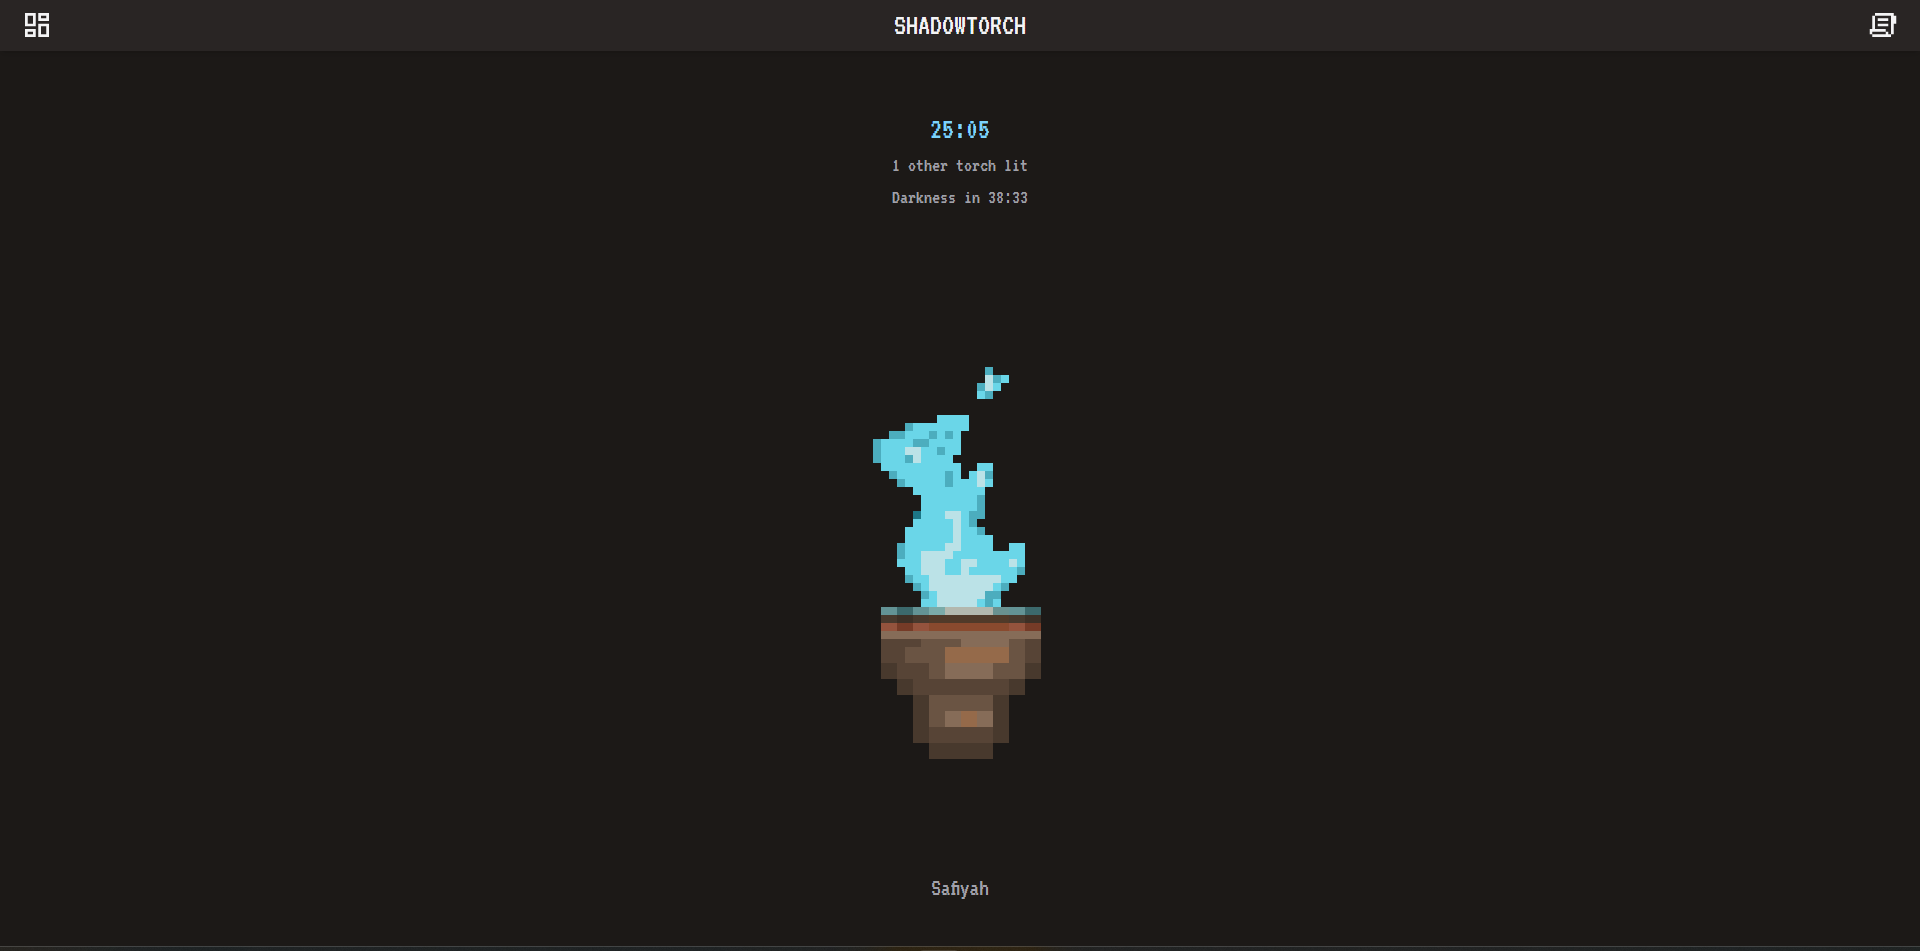 SHADOWTORCH
25:05
1 other torch lit
Darkness in 38:33
Safiyah